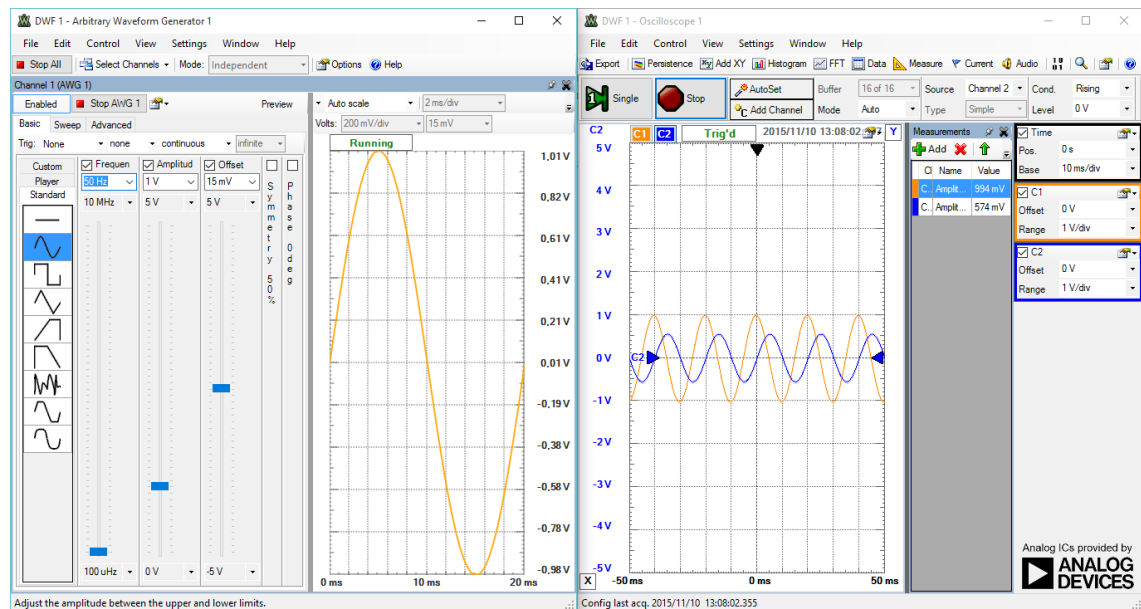 DWF 1 - Arbitrary Waveform Generator 1
File Edit Control View Settings Window Help
Stop All Select Channels Mode: Independent Options Help
Channel 1 (AWG 1)
Enabled Stop AWG 1 Preview
Basic Sweep Advanced
Trig: None none continuous infinite
Custom
Player
Standard
Frequen Amplitud Offset
50 Hz 1 V 15 mV
10 MHz 5 V 5 V
Symmetry 50%
Phase 0 deg
100 uHz 0 V -5 V
Auto scale 2 ms/div
Volts: 200 mV/div 15 mV
Running
1,01 V
0,82 V
0,61 V
0,41 V
0,21 V
0,01 V
-0,19 V
-0,38 V
-0,58 V
-0,78 V
-0,98 V
0 ms 10 ms 20 ms
Adjust the amplitude between the upper and lower limits.
DWF 1 - Oscilloscope 1
File Edit Control View Settings Window Help
Export Persistence Add XY Histogram FFT Data Measure Current Audio
Single Stop AutoSet Buffer 16 of 16 Source Channel 2 Cond. Rising
Add Channel Mode Auto Type Simple Level 0 V
C2 C1 C2 Trig'd 2015/11/10 13:08:02 Y
5 V
4 V
3 V
2 V
1 V
0 V
-1 V
-2 V
-3 V
-4 V
-5 V
C2
X -50 ms 0 ms 50 ms
Measurements
Add
Cl Name Value
C.. Amplit... 994 mV
C.. Amplit... 574 mV
Time
Pos. 0 s
Base 10 ms/div
C1
Offset 0 V
Range 1 V/div
C2
Offset 0 V
Range 1 V/div
Analog ICs provided by
ANALOG
DEVICES
Config last acq. 2015/11/10 13:08:02.355